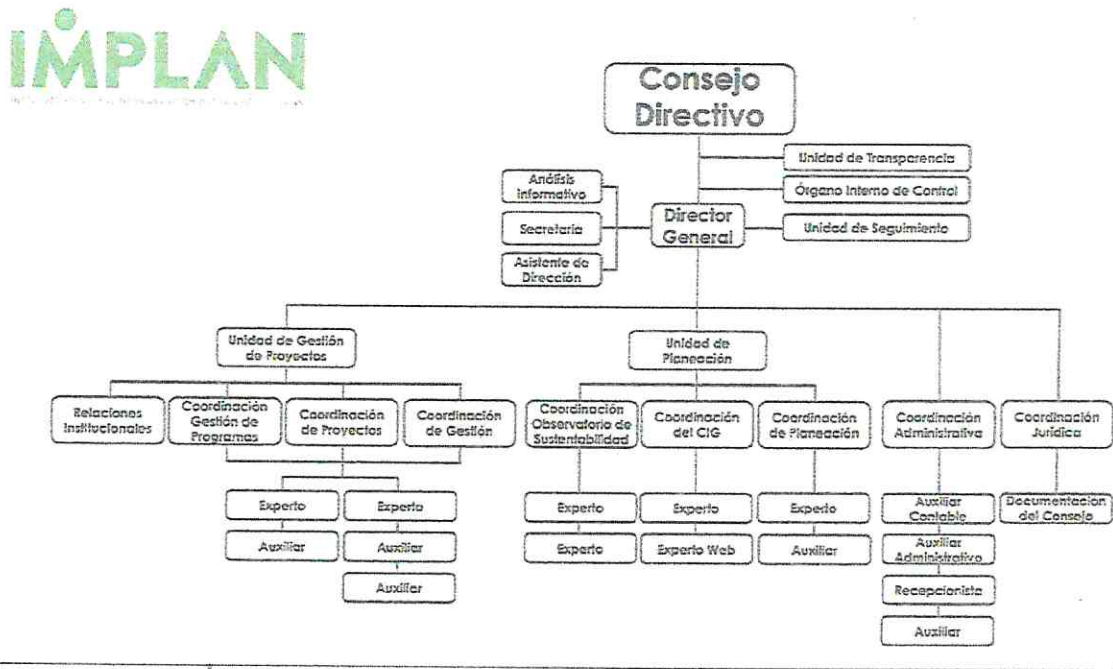 IMPLAN
Consejo
Directivo
Unidad de Transparencia
Órgano Interno de Control
Análisis
Informativo
Secretaria
Asistente de
Dirección
Director
General
Unidad de Seguimiento
Unidad de Gestión
de Proyectos
Unidad de
Planeación
Relaciones
Institucionales
Coordinación
Gestión de
Programas
Coordinación
de Proyectos
Coordinación
de Gestión
Coordinación
Observatorio de
Sustentabilidad
Coordinación
del CIG
Coordinación
de Planeación
Coordinación
Administrativa
Coordinación
Jurídica
Experto
Experto
Experto
Experto
Experto
Auxiliar
Contable
Documentación
del Consejo
Auxiliar
Auxiliar
Experto
Experto Web
Auxiliar
Auxiliar
Administrativo
Auxiliar
Recepcionista
Auxiliar